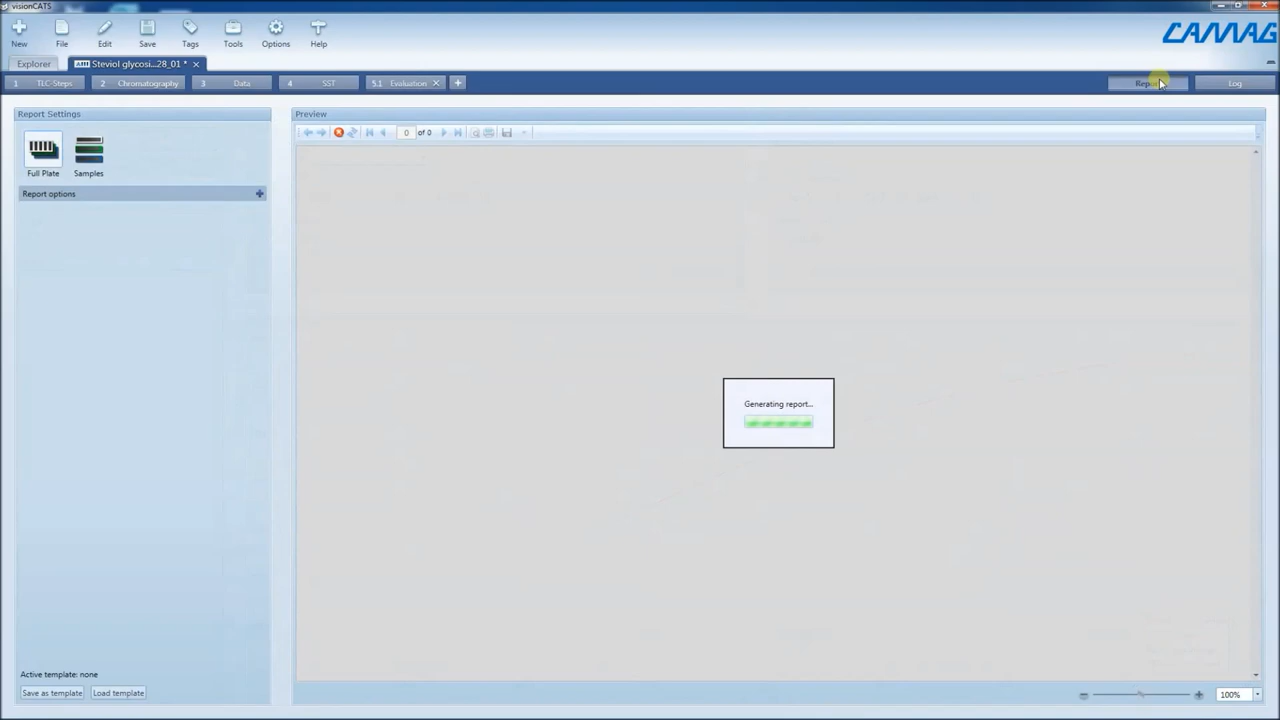 visionCATS
New File Edit Save Tags Tools Options Help
CAMAG
Explorer Steviol glycosi...28_01 *
1 TLC-Steps 2 Chromatography 3 Data 4 SST 5.1 Evaluation Report Log
Report Settings
Full Plate Samples
Report options
Active template: none
Save as template Load template
Preview
0 of 0
Generating report...
100%